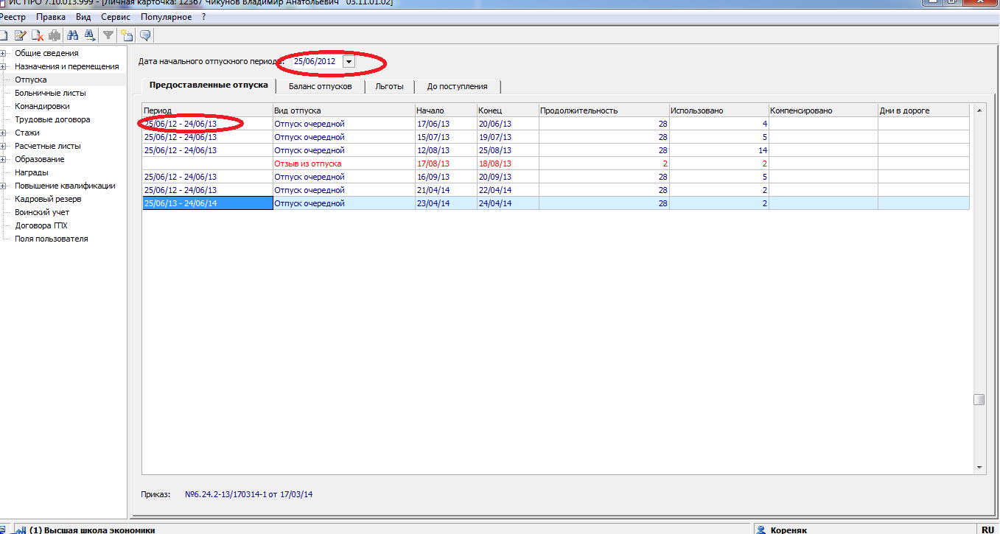 ИС ПРО 7.10.013.999 - [Личная карточка: 12367 Чикунов Владимир Анатольевич 03.11.01.02]
Реестр Правка Вид Сервис Популярное ?
Общие сведения
Назначения и перемещения
Отпуска
Больничные листы
Командировки
Трудовые договора
Стажи
Расчетные листы
Образование
Награды
Повышение квалификации
Кадровый резерв
Воинский учет
Договора ГПХ
Поля пользователя
Дата начального отпускного периода: 25/06/2012
Предоставленные отпуска Баланс отпусков Льготы До поступления
Период Вид отпуска Начало Конец Продолжительность Использовано Компенсировано Дни в дороге
25/06/12 - 24/06/13 Отпуск очередной 17/06/13 20/06/13 28 4
25/06/12 - 24/06/13 Отпуск очередной 15/07/13 19/07/13 28 5
25/06/12 - 24/06/13 Отпуск очередной 12/08/13 25/08/13 28 14
Отзыв из отпуска 17/08/13 18/08/13 2 2
25/06/12 - 24/06/13 Отпуск очередной 16/09/13 20/09/13 28 5
25/06/12 - 24/06/13 Отпуск очередной 21/04/14 22/04/14 28 2
25/06/13 - 24/06/14 Отпуск очередной 23/04/14 24/04/14 28 2
Приказ: №6.24.2-13/170314-1 от 17/03/14
(1) Высшая школа экономики Кореняк RU